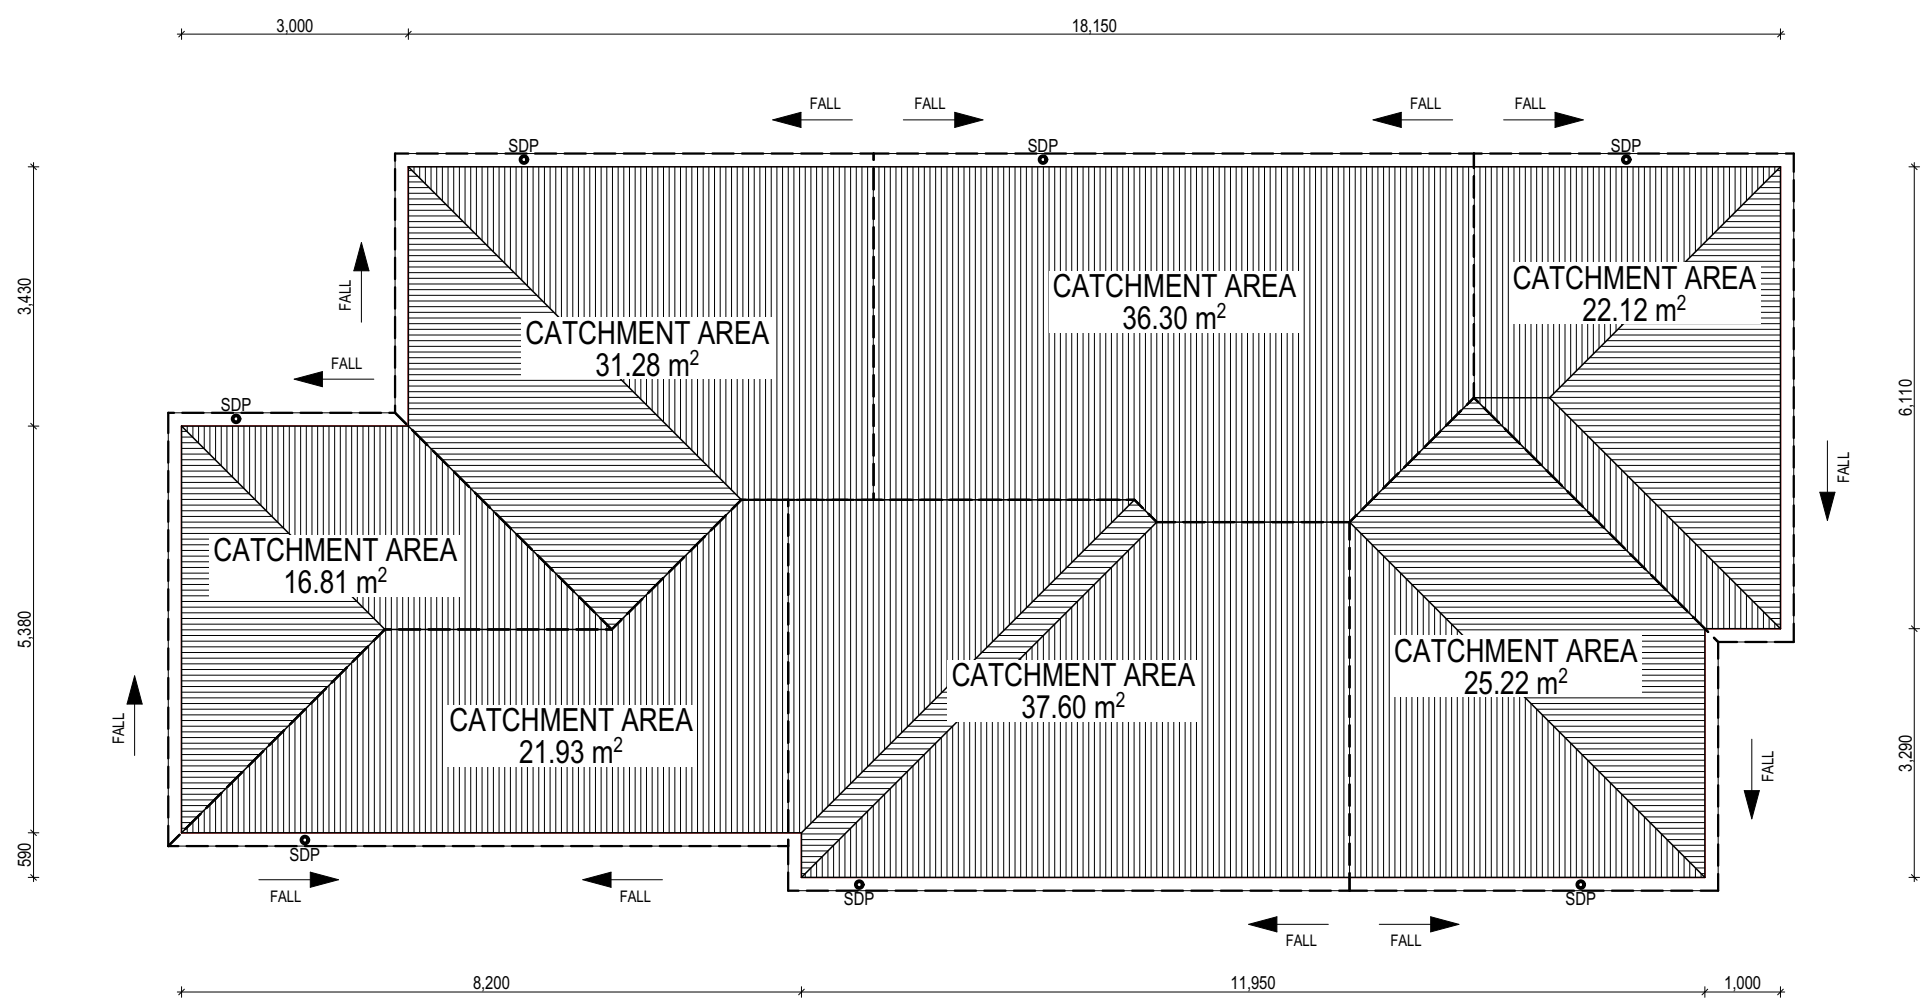 3,000
18,150
FALL
FALL
FALL
FALL
SDP
SDP
SDP
3,430
FALL
CATCHMENT AREA
36.30 m²
CATCHMENT AREA
22.12 m²
CATCHMENT AREA
31.28 m²
FALL
SDP
6,110
FALL
CATCHMENT AREA
16.81 m²
5,380
CATCHMENT AREA
25.22 m²
CATCHMENT AREA
37.60 m²
CATCHMENT AREA
21.93 m²
FALL
3,290
FALL
590
SDP
FALL
FALL
SDP
SDP
FALL
FALL
8,200
11,950
1,000